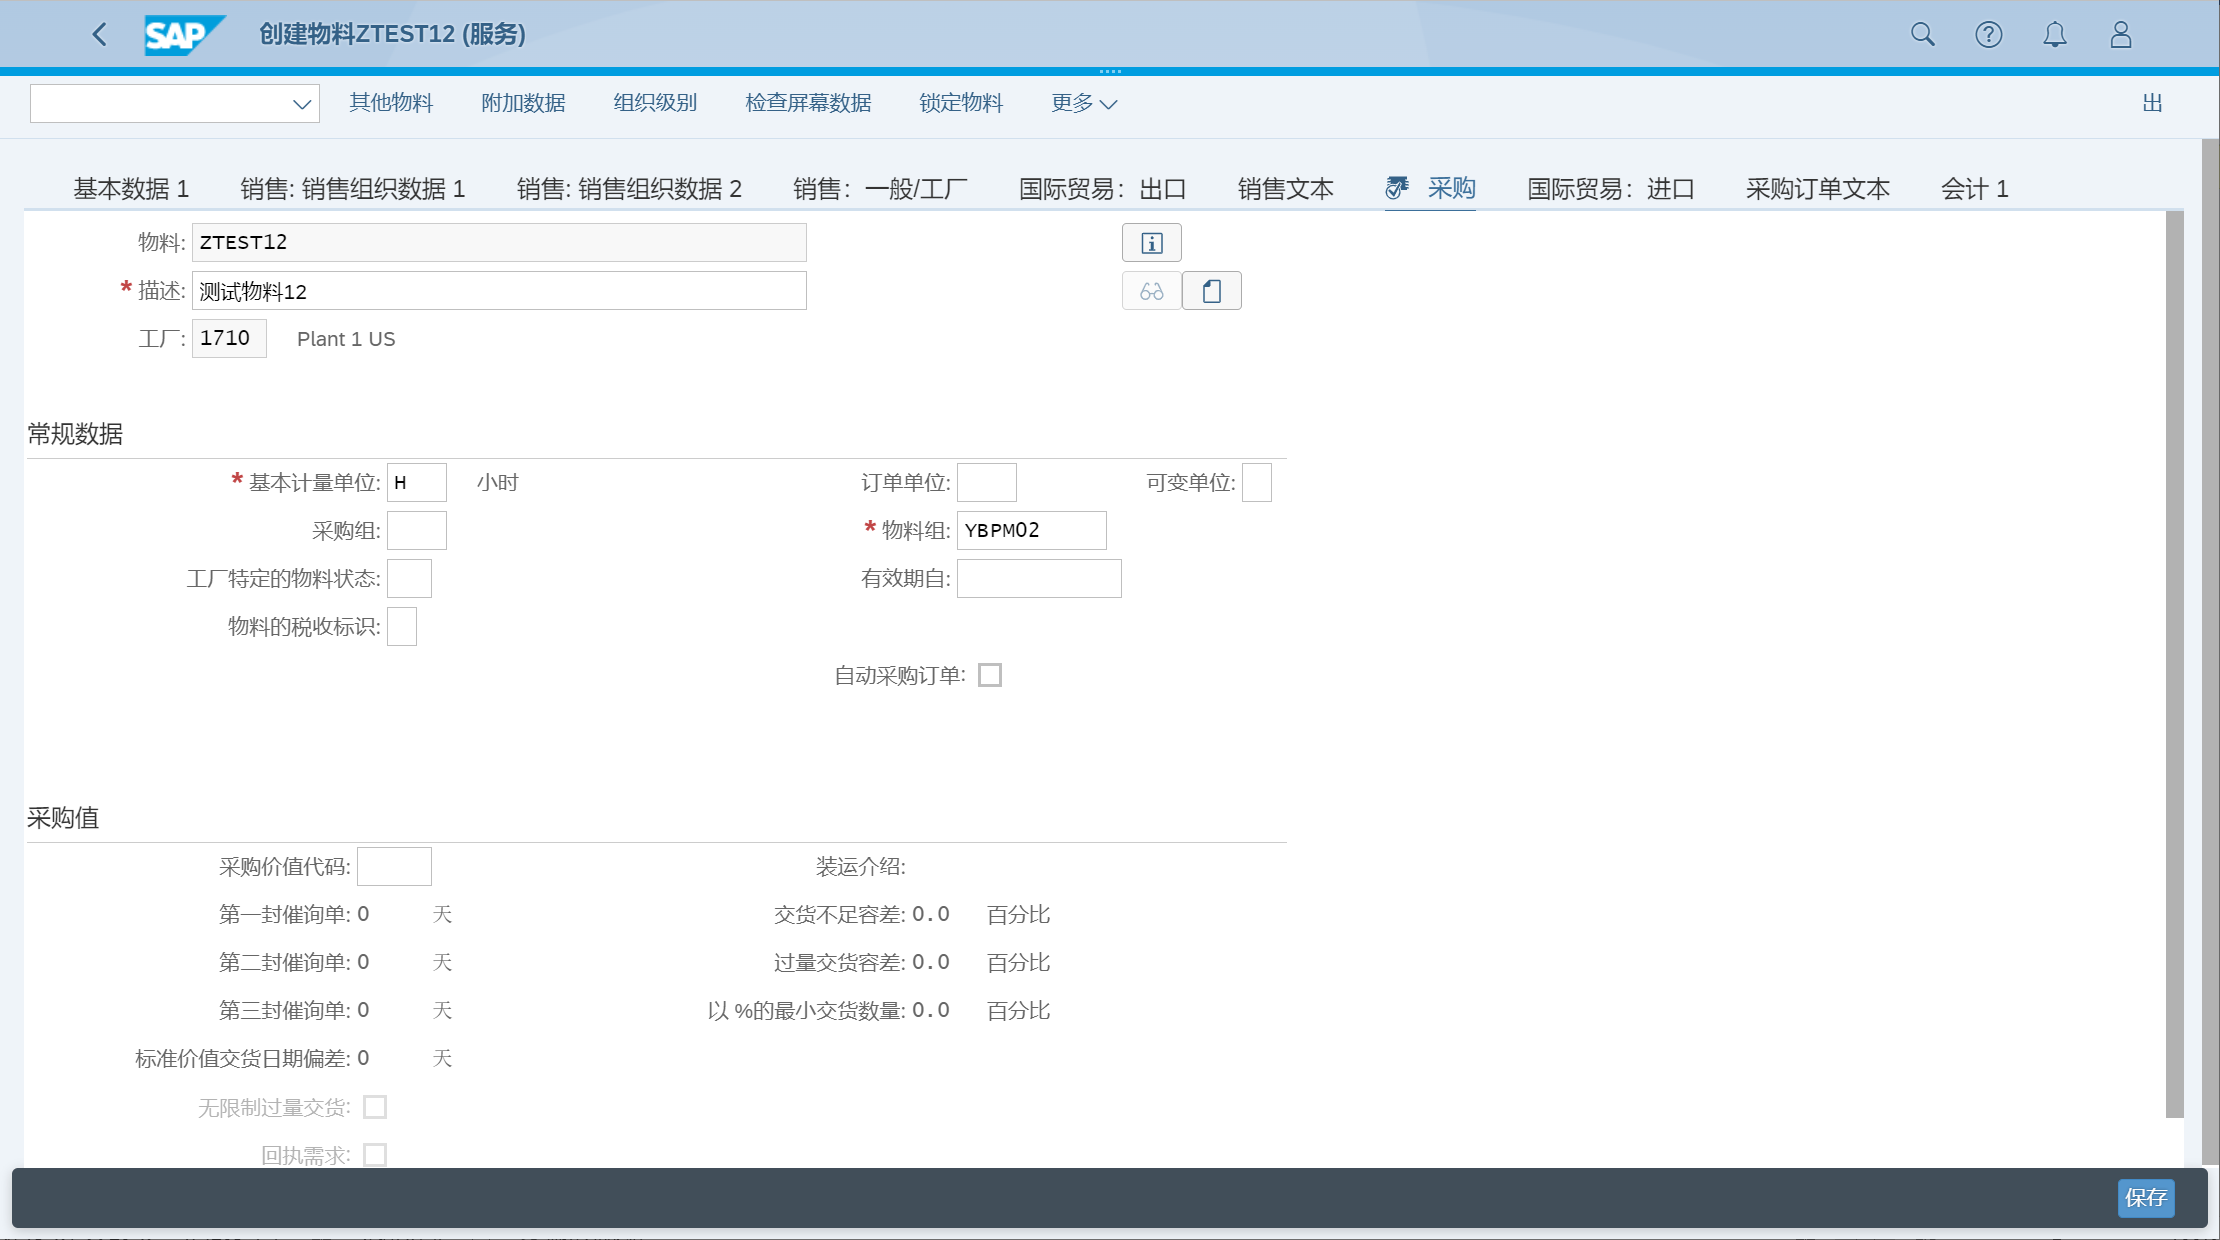 SAP 创建物料ZTEST12 (服务)
其他物料 附加数据 组织级别 检查屏幕数据 锁定物料 更多 出
基本数据 1 销售: 销售组织数据 1 销售: 销售组织数据 2 销售：一般/工厂 国际贸易：出口 销售文本 采购 国际贸易：进口 采购订单文本 会计 1
物料: ZTEST12
* 描述: 测试物料12
工厂: 1710 Plant 1 US
常规数据
* 基本计量单位: H 小时 订单单位: 可变单位:
采购组: * 物料组: YBPM02
工厂特定的物料状态: 有效期自:
物料的税收标识:
自动采购订单:
采购值
采购价值代码: 装运介绍:
第一封催询单: 0 天 交货不足容差: 0.0 百分比
第二封催询单: 0 天 过量交货容差: 0.0 百分比
第三封催询单: 0 天 以 %的最小交货数量: 0.0 百分比
标准价值交货日期偏差: 0 天
无限制过量交货:
回执需求:
保存